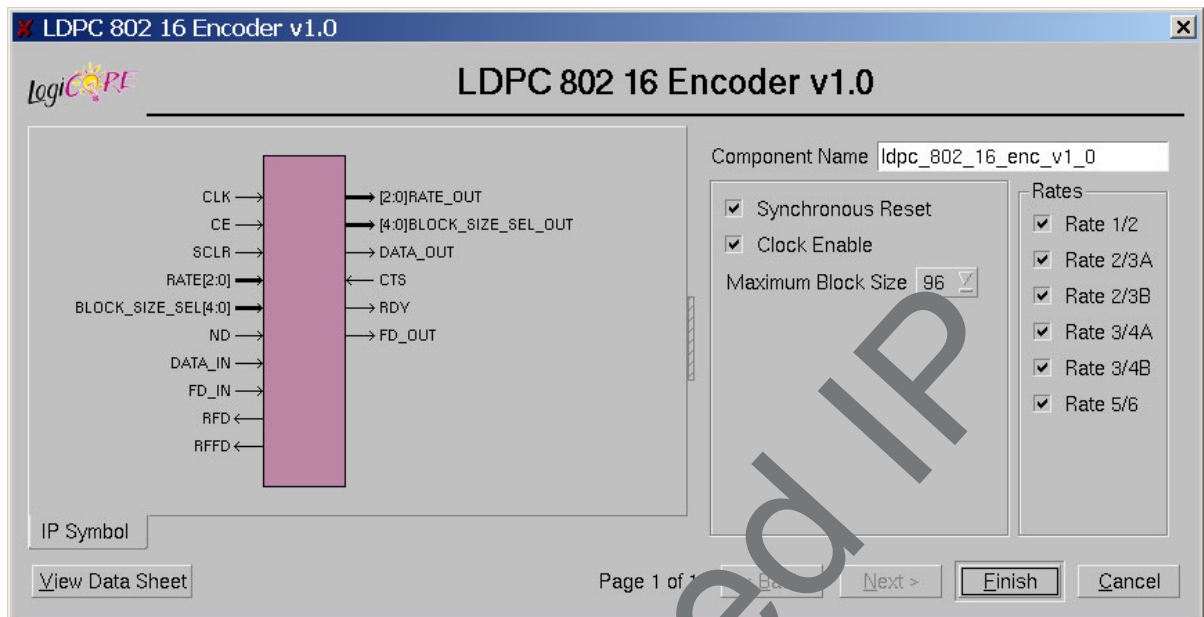 LDPC 802 16 Encoder v1.0
LogiCORE
LDPC 802 16 Encoder v1.0
CLK
CE
SCLR
RATE[2:0]
BLOCK_SIZE_SEL[4:0]
ND
DATA_IN
FD_IN
RFD
RFFD
[2:0]RATE_OUT
[4:0]BLOCK_SIZE_SEL_OUT
DATA_OUT
CTS
RDY
FD_OUT
IP Symbol
Component Name ldpc_802_16_enc_v1_0
Synchronous Reset
Clock Enable
Maximum Block Size 96
Rates
Rate 1/2
Rate 2/3A
Rate 2/3B
Rate 3/4A
Rate 3/4B
Rate 5/6
View Data Sheet
Page 1 of 1
Next >
Finish
Cancel
ed IP